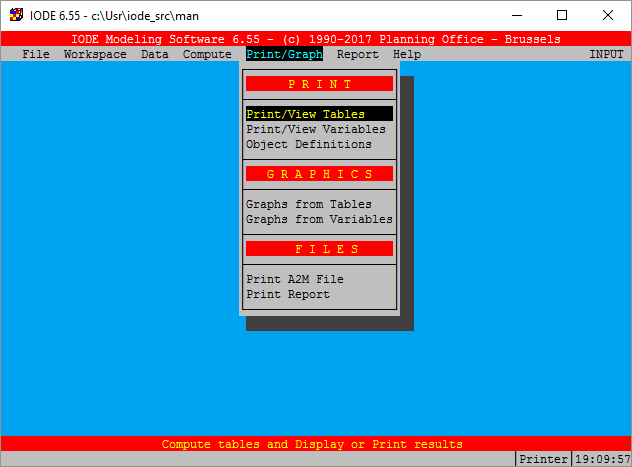 IODE 6.55 - c:\Usr\iode_src\man
IODE Modeling Software 6.55 - (c) 1990-2017 Planning Office - Brussels
File Workspace Data Compute Print/Graph Report Help INPUT
P R I N T
Print/View Tables
Print/View Variables
Object Definitions
G R A P H I C S
Graphs from Tables
Graphs from Variables
F I L E S
Print A2M File
Print Report
Compute tables and Display or Print results
Printer 19:09:57